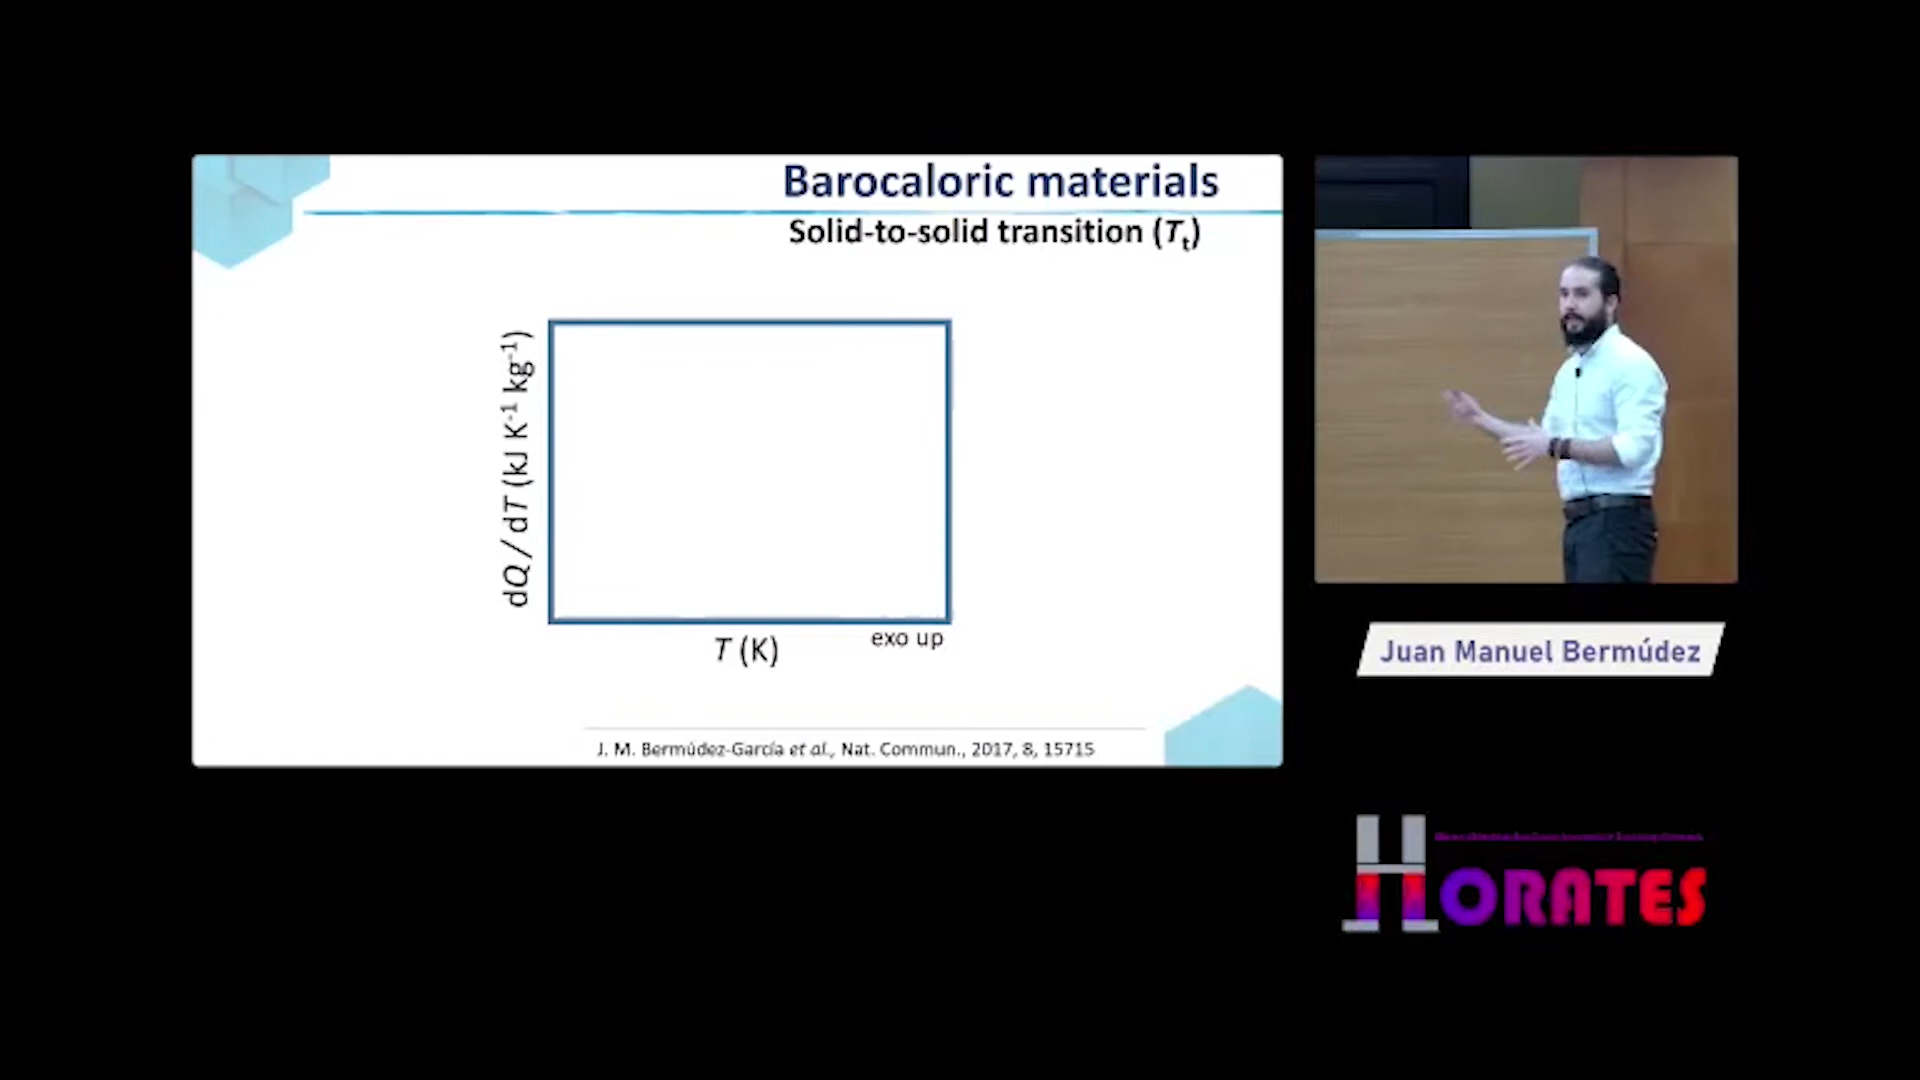 Barocaloric materials
Solid-to-solid transition (Tt)
dQ / dT (kJ K-1 kg-1)
T (K)
exo up
J. M. Bermúdez-García et al., Nat. Commun., 2017, 8, 15715
Juan Manuel Bermúdez
HORATES